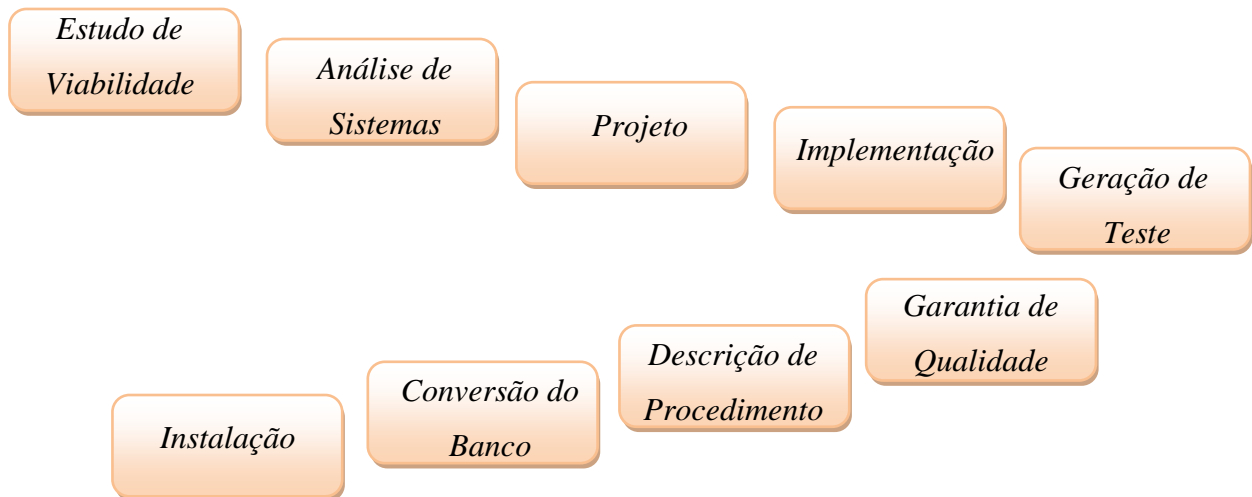 Estudo de
Viabilidade
Análise de
Sistemas
Projeto
Implementação
Geração de
Teste
Garantia de
Qualidade
Descrição de
Procedimento
Conversão do
Banco
Instalação